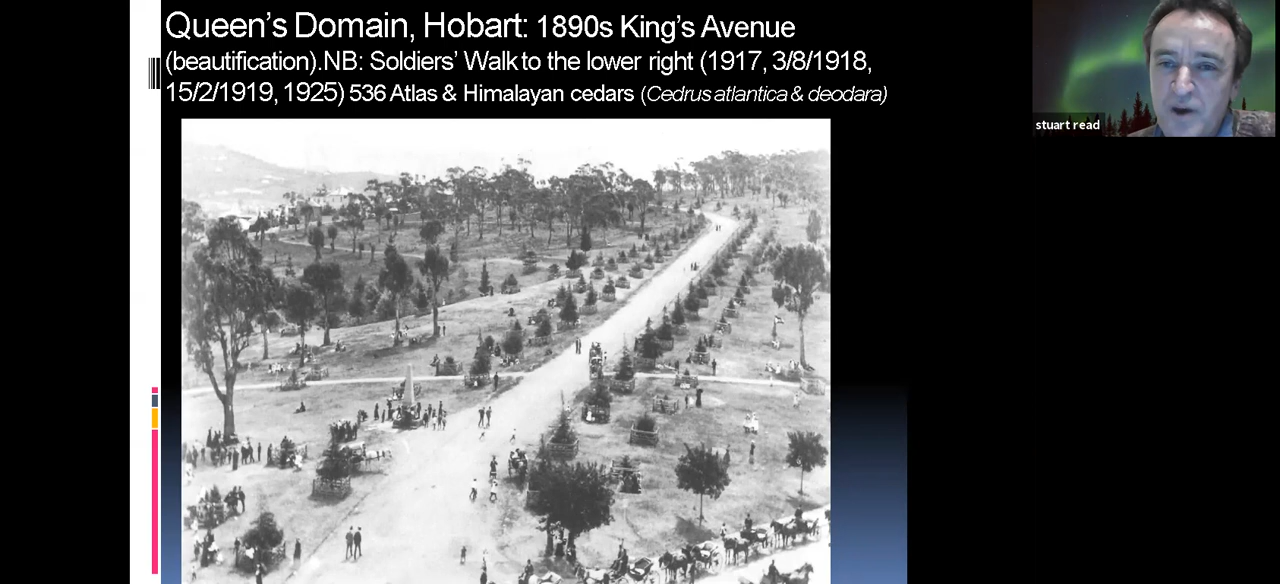 Queen's Domain, Hobart: 1890s King's Avenue
(beautification).NB: Soldiers' Walk to the lower right (1917, 3/8/1918,
15/2/1919, 1925) 536 Atlas & Himalayan cedars (Cedrus atlantica & deodara)
stuart read